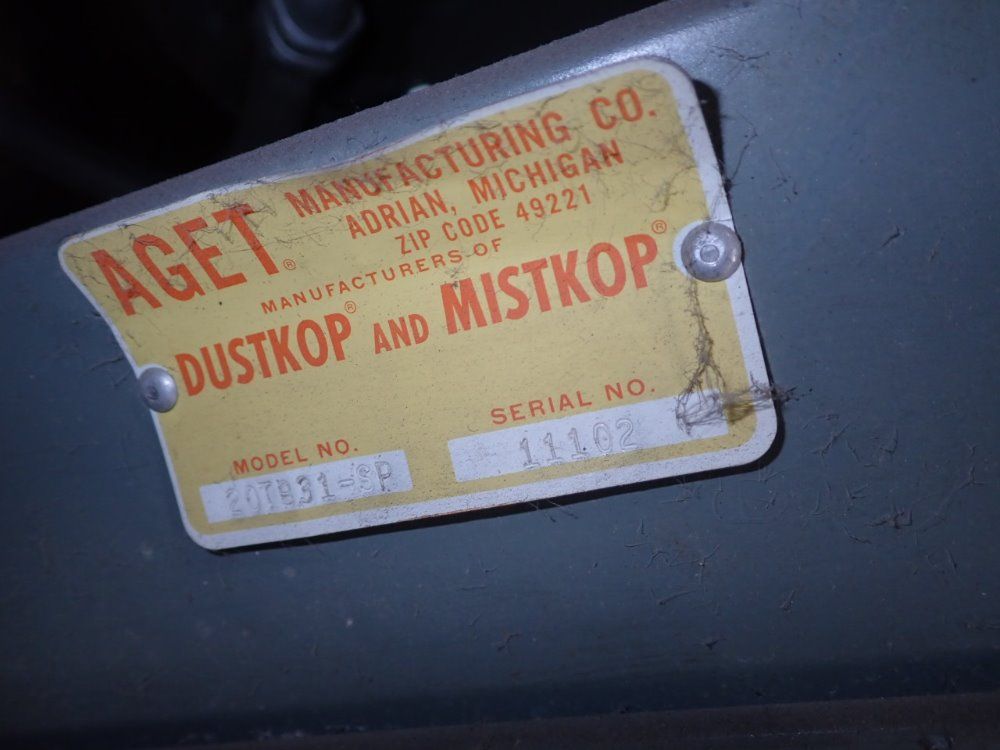 AGET®
MANUFACTURING CO.
ADRIAN, MICHIGAN
ZIP CODE 49221
MANUFACTURERS OF
DUSTKOP® AND MISTKOP®
MODEL NO.
20T931-SP
SERIAL NO.
11102